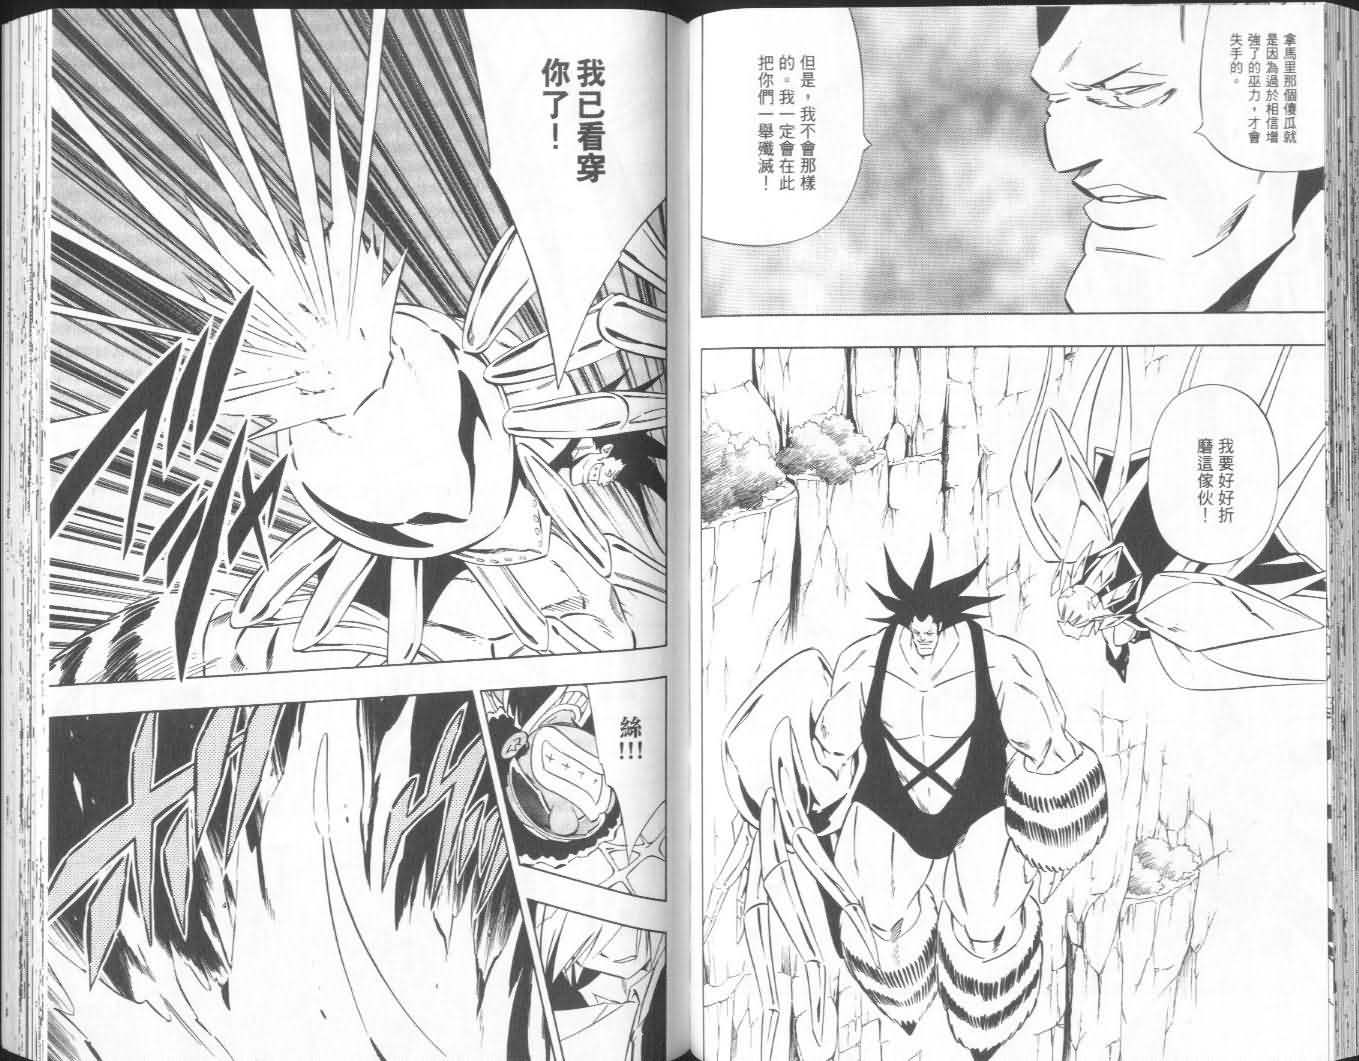 拿馬里那個傻瓜就
是因為過於相信增
強了的巫力，才會
失手的。
但是，我不會那樣
的。我一定會在此
把你們一舉殲滅！
我要好好折
磨這傢伙！
我已看穿
你了！
絲!!!